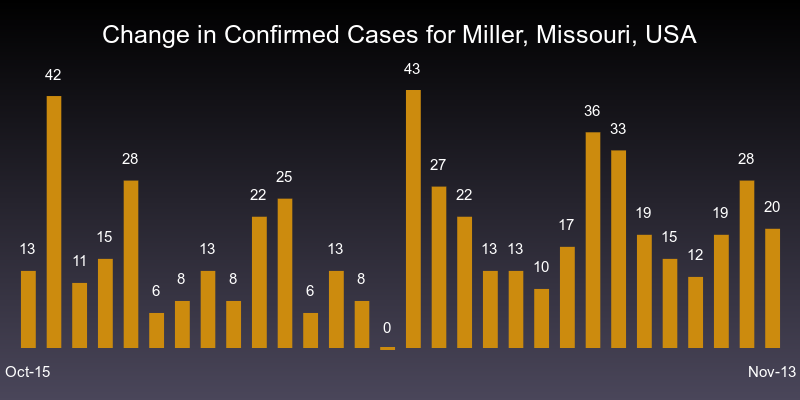 Change in Confirmed Cases for Miller, Missouri, USA
13 42 11 15 28 6 8 13 8 22 25 6 13 8 0 43 27 22 13 13 10 17 36 33 19 15 12 19 28 20
Oct-15 Nov-13